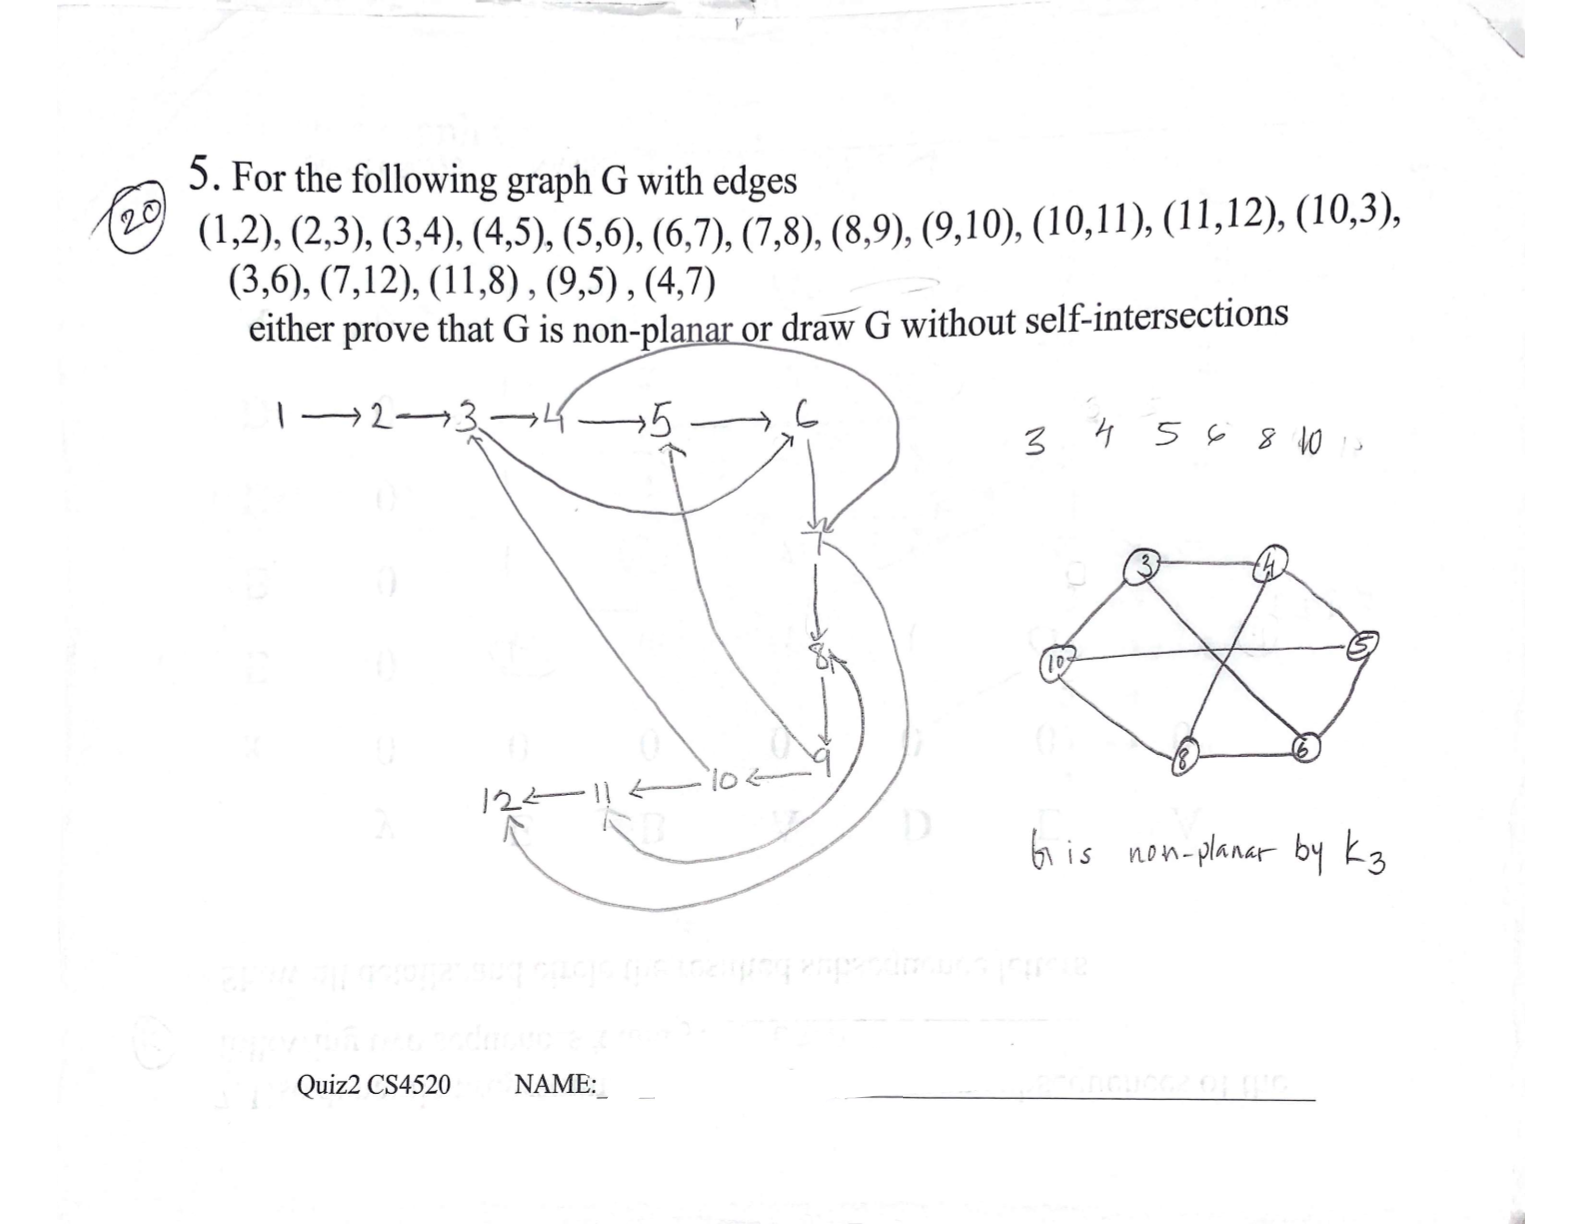 20
5. For the following graph G with edges
(1,2), (2,3), (3,4), (4,5), (5,6), (6,7), (7,8), (8,9), (9,10), (10,11), (11,12), (10,3),
(3,6), (7,12), (11,8) , (9,5) , (4,7)
either prove that G is non-planar or draw G without self-intersections
1 → 2 → 3 → 4 → 5 → 6
3 4 5 6 8 10
7
3 4
8
10 5
9
8 6
12 ← 11 ← 10 ←
G is non-planar by K3
Quiz2 CS4520 NAME: